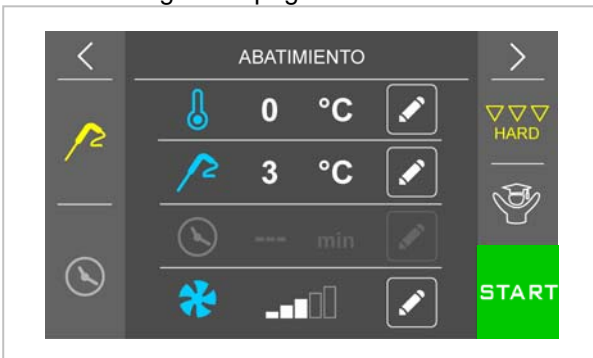 ABATIMIENTO
0 °C
HARD
3 °C
--- min
START